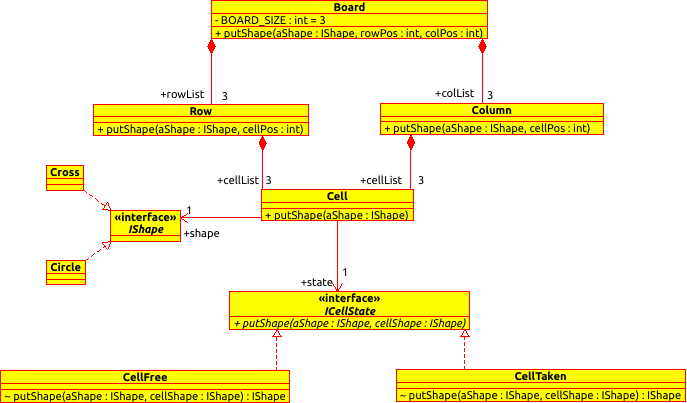 Board
- BOARD_SIZE : int = 3
+ putShape(aShape : IShape, rowPos : int, colPos : int)
+rowList
3
+colList
3
Row
+ putShape(aShape : IShape, cellPos : int)
Column
+ putShape(aShape : IShape, cellPos : int)
+cellList
3
+cellList
3
Cross
Cell
+ putShape(aShape : IShape)
«interface»
IShape
1
+shape
Circle
+state
1
«interface»
ICellState
+ putShape(aShape : IShape, cellShape : IShape)
CellFree
~ putShape(aShape : IShape, cellShape : IShape) : IShape
CellTaken
~ putShape(aShape : IShape, cellShape : IShape) : IShape